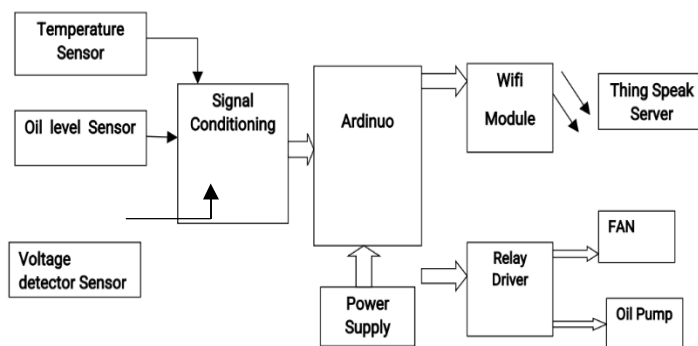 Temperature
Sensor
Oil level Sensor
Voltage
detector Sensor
Signal
Conditioning
Ardinuo
Power
Supply
Wifi
Module
Thing Speak
Server
Relay
Driver
FAN
Oil Pump